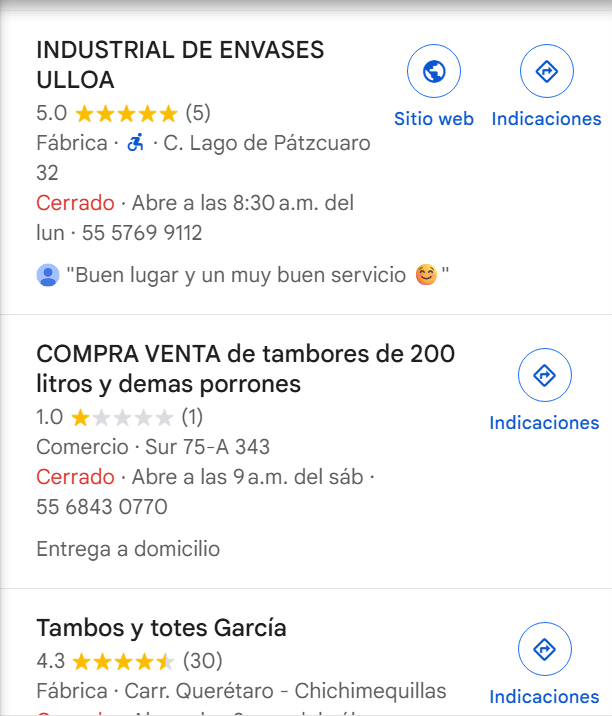 INDUSTRIAL DE ENVASES
ULLOA
5.0 (5)
Fábrica · C. Lago de Pátzcuaro
32
Cerrado · Abre a las 8:30 a.m. del
lun · 55 5769 9112
"Buen lugar y un muy buen servicio 😊 "
Sitio web
Indicaciones
COMPRA VENTA de tambores de 200
litros y demas porrones
1.0 (1)
Comercio · Sur 75-A 343
Cerrado · Abre a las 9 a.m. del sáb ·
55 6843 0770
Entrega a domicilio
Indicaciones
Tambos y totes García
4.3 (30)
Fábrica · Carr. Querétaro - Chichimequillas
Indicaciones